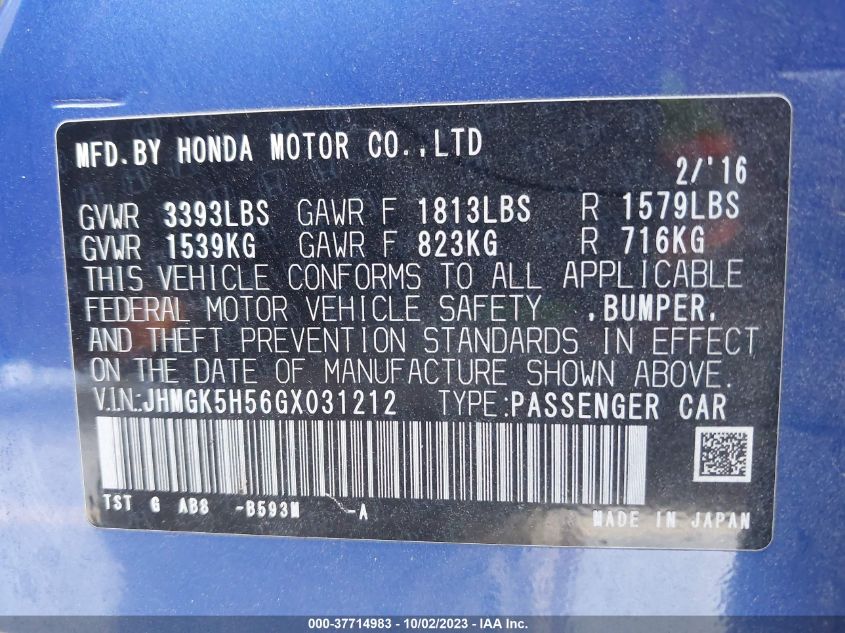 MFD.BY HONDA MOTOR CO.,LTD
2/'16
GVWR 3393LBS GAWR F 1813LBS R 1579LBS
GVWR 1539KG GAWR F 823KG R 716KG
THIS VEHICLE CONFORMS TO ALL APPLICABLE
FEDERAL MOTOR VEHICLE SAFETY ,BUMPER,
AND THEFT PREVENTION STANDARDS IN EFFECT
ON THE DATE OF MANUFACTURE SHOWN ABOVE.
V.I.N.:JHMGK5H56GX031212 TYPE:PASSENGER CAR
TST G AB8 -B593M -A
MADE IN JAPAN
000-37714983 - 10/02/2023 - IAA Inc.